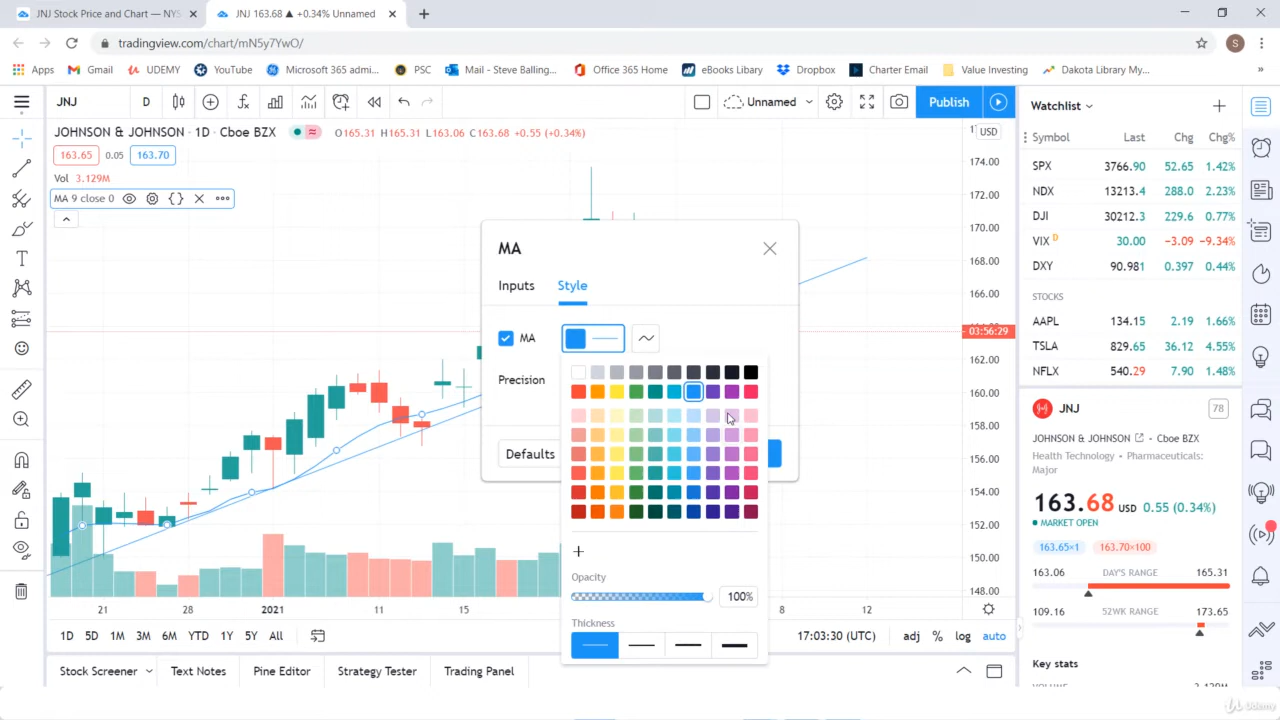 JNJ Stock Price and Chart — NYS
JNJ 163.68 ▲ +0.34% Unnamed
tradingview.com/chart/mN5y7YwO/
S
Apps Gmail UDEMY YouTube Microsoft 365 admi... PSC Mail - Steve Balling... Office 365 Home eBooks Libary Dropbox Charter Email Value Investing Dakota Library My... »
JNJ D Unnamed Publish
Watchlist
JOHNSON & JOHNSON · 1D · Cboe BZX O165.31 H165.31 L163.06 C163.68 +0.55 (+0.34%)
USD
163.65 0.05 163.70
Vol 3.129M
MA 9 close 0
174.00
172.00
170.00
168.00
166.00
03:56:29
162.00
160.00
158.00
156.00
154.00
152.00
150.00
148.00
MA
Inputs Style
MA
Precision
Defaults
+
Opacity
100%
Thickness
21 28 2021 11 15 8 12
1D 5D 1M 3M 6M YTD 1Y 5Y All
17:03:30 (UTC) adj % log auto
Stock Screener Text Notes Pine Editor Strategy Tester Trading Panel
Symbol Last Chg Chg%
SPX 3766.90 52.65 1.42%
NDX 13213.4 288.0 2.23%
DJI 30212.3 229.6 0.77%
VIX D 30.00 −3.09 −9.34%
DXY 90.981 0.397 0.44%
STOCKS
AAPL 134.15 2.19 1.66%
TSLA 829.65 36.12 4.55%
NFLX 540.29 7.90 1.48%
JNJ 78
JOHNSON & JOHNSON · Cboe BZX
Health Technology · Pharmaceuticals:
Major
163.68 USD 0.55 (0.34%)
MARKET OPEN
163.65×1 163.70×100
163.06 DAY'S RANGE 165.31
109.16 52WK RANGE 173.65
Key stats
Udemy